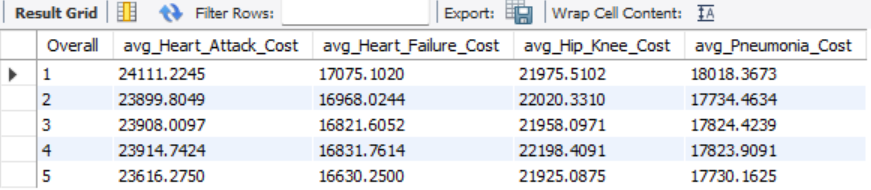 Result Grid Filter Rows: Export: Wrap Cell Content: IA
Overall avg_Heart_Attack_Cost avg_Heart_Failure_Cost avg_Hip_Knee_Cost avg_Pneumonia_Cost
1 24111.2245 17075.1020 21975.5102 18018.3673
2 23899.8049 16968.0244 22020.3310 17734.4634
3 23908.0097 16821.6052 21958.0971 17824.4239
4 23914.7424 16831.7614 22198.4091 17823.9091
5 23616.2750 16630.2500 21925.0875 17730.1625